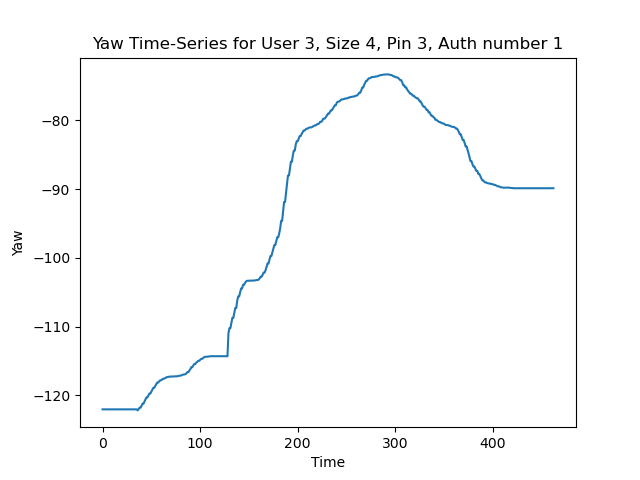 Yaw Time-Series for User 3, Size 4, Pin 3, Auth number 1
−80
−90
−100
−110
−120
Yaw
0 100 200 300 400
Time